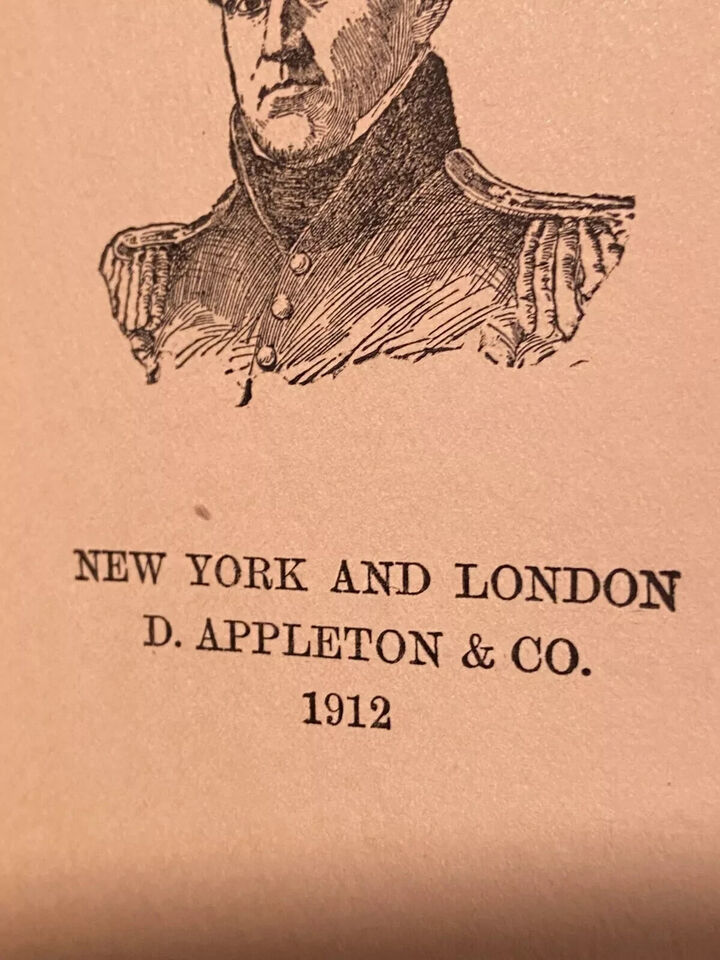 NEW YORK AND LONDON
D. APPLETON & CO.
1912